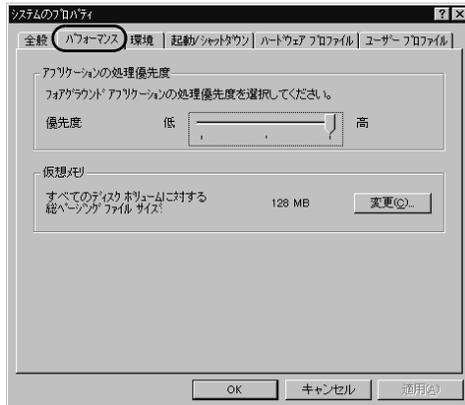 システムのプロパティ
全般 パフォーマンス 環境 起動/シャットダウン ハードウェア プロファイル ユーザー プロファイル
アプリケーションの処理優先度
フォアグラウンド アプリケーションの処理優先度を選択してください。
優先度 低 高
仮想メモリ
すべてのディスク ボリュームに対する
総ページング ファイル サイズ: 128 MB 変更(C)...
OK キャンセル 適用(A)